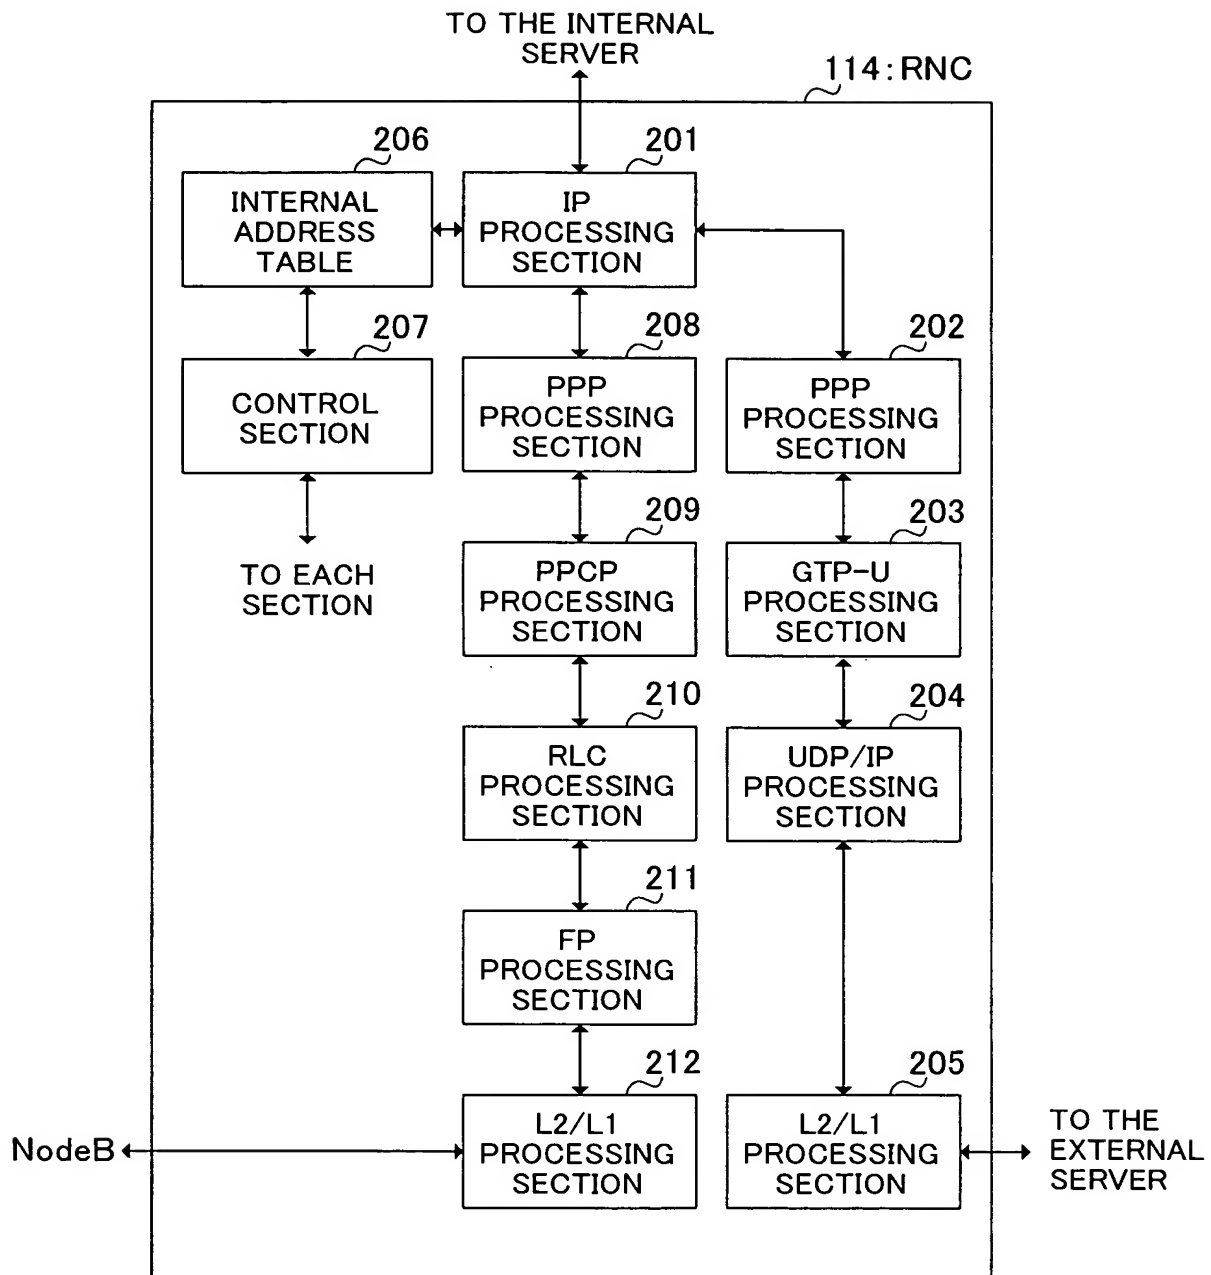 TO THE INTERNAL
SERVER
114:RNC
206
201
INTERNAL
ADDRESS
TABLE
IP
PROCESSING
SECTION
207
208
202
CONTROL
SECTION
PPP
PROCESSING
SECTION
PPP
PROCESSING
SECTION
209
203
TO EACH
SECTION
PPCP
PROCESSING
SECTION
GTP-U
PROCESSING
SECTION
210
204
RLC
PROCESSING
SECTION
UDP/IP
PROCESSING
SECTION
211
FP
PROCESSING
SECTION
212
205
NodeB
L2/L1
PROCESSING
SECTION
L2/L1
PROCESSING
SECTION
TO THE
EXTERNAL
SERVER